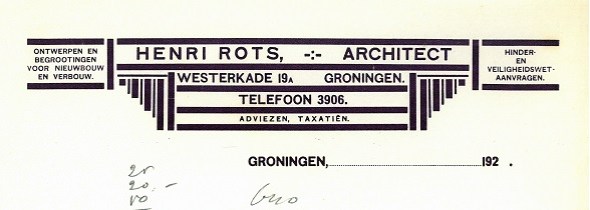 ONTWERPEN EN
BEGROOTINGEN
VOOR NIEUWBOUW
EN VERBOUW.
HENRI ROTS, -:- ARCHITECT
WESTERKADE 19A GRONINGEN.
TELEFOON 3906.
ADVIEZEN, TAXATIËN.
HINDER-
EN
VEILIGHEIDSWET-
AANVRAGEN.
GRONINGEN,..........192 .
20.-